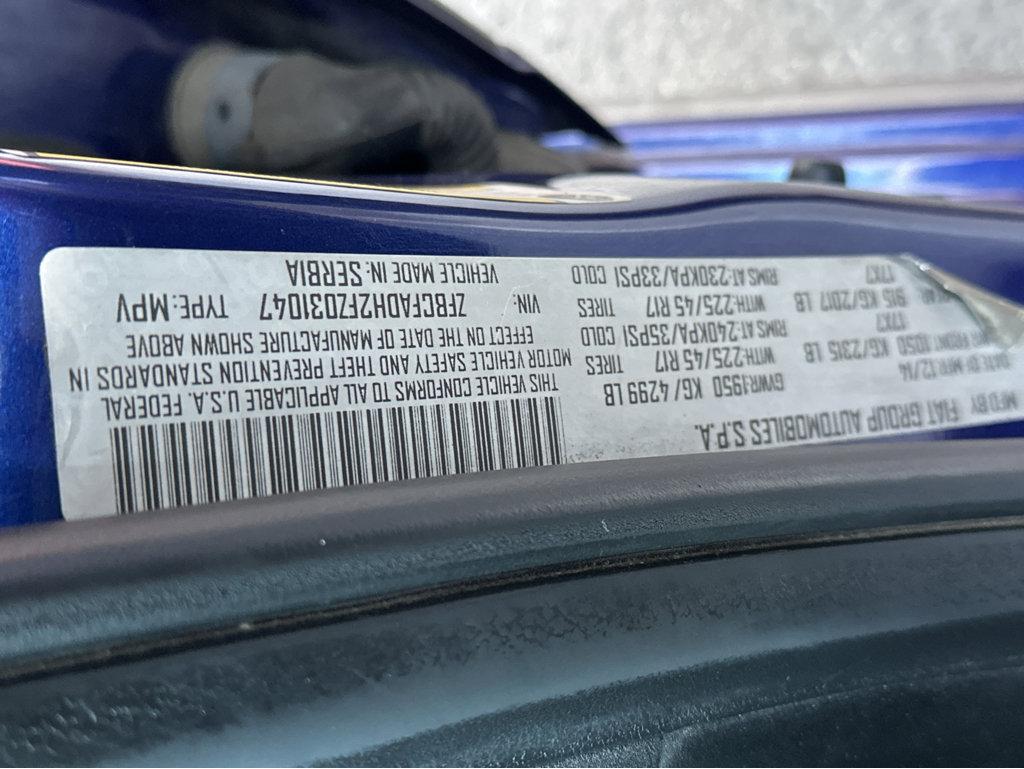 MFD BY FIAT GROUP AUTOMOBILES S.P.A.
DATE OF MFR 12/14 GVWR 1950 KG/ 4299 LB
FRONT 1050 KG/2315 LB WITH:225/45 R17 TIRES
17X7 RIMS AT:240KPA/35PSI COLD
915 KG/2017 LB WITH:225/45 R17 TIRES
17X7 RIMS AT:230KPA/33PSI COLD
THIS VEHICLE CONFORMS TO ALL APPLICABLE U.S.A. FEDERAL
MOTOR VEHICLE SAFETY AND THEFT PREVENTION STANDARDS IN
EFFECT ON THE DATE OF MANUFACTURE SHOWN ABOVE
VIN: ZFBCFADH2FZ031047 TYPE:MPV
VEHICLE MADE IN: SERBIA